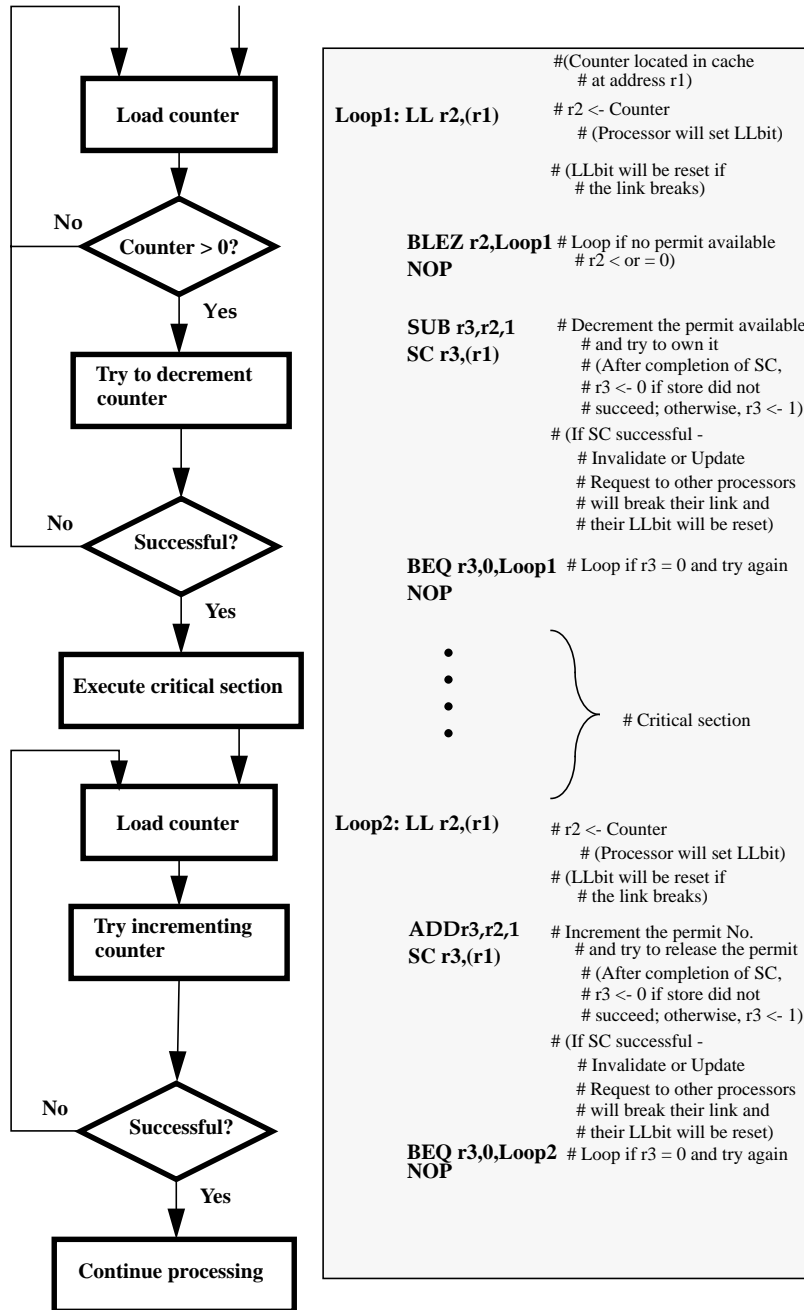 Load counter
No
Counter > 0?
Yes
Try to decrement
counter
No
Successful?
Yes
Execute critical section
Load counter
Try incrementing
counter
No
Successful?
Yes
Continue processing
#(Counter located in cache
# at address r1)
Loop1: LL r2,(r1) # r2 <- Counter
# (Processor will set LLbit)
# (LLbit will be reset if
# the link breaks)
BLEZ r2,Loop1 # Loop if no permit available
NOP # r2 < or = 0)
SUB r3,r2,1 # Decrement the permit available
# and try to own it
SC r3,(r1) # (After completion of SC,
# r3 <- 0 if store did not
# succeed; otherwise, r3 <- 1)
# (If SC successful -
# Invalidate or Update
# Request to other processors
# will break their link and
# their LLbit will be reset)
BEQ r3,0,Loop1 # Loop if r3 = 0 and try again
NOP
# Critical section
Loop2: LL r2,(r1) # r2 <- Counter
# (Processor will set LLbit)
# (LLbit will be reset if
# the link breaks)
ADDr3,r2,1 # Increment the permit No.
# and try to release the permit
SC r3,(r1) # (After completion of SC,
# r3 <- 0 if store did not
# succeed; otherwise, r3 <- 1)
# (If SC successful -
# Invalidate or Update
# Request to other processors
# will break their link and
# their LLbit will be reset)
BEQ r3,0,Loop2 # Loop if r3 = 0 and try again
NOP